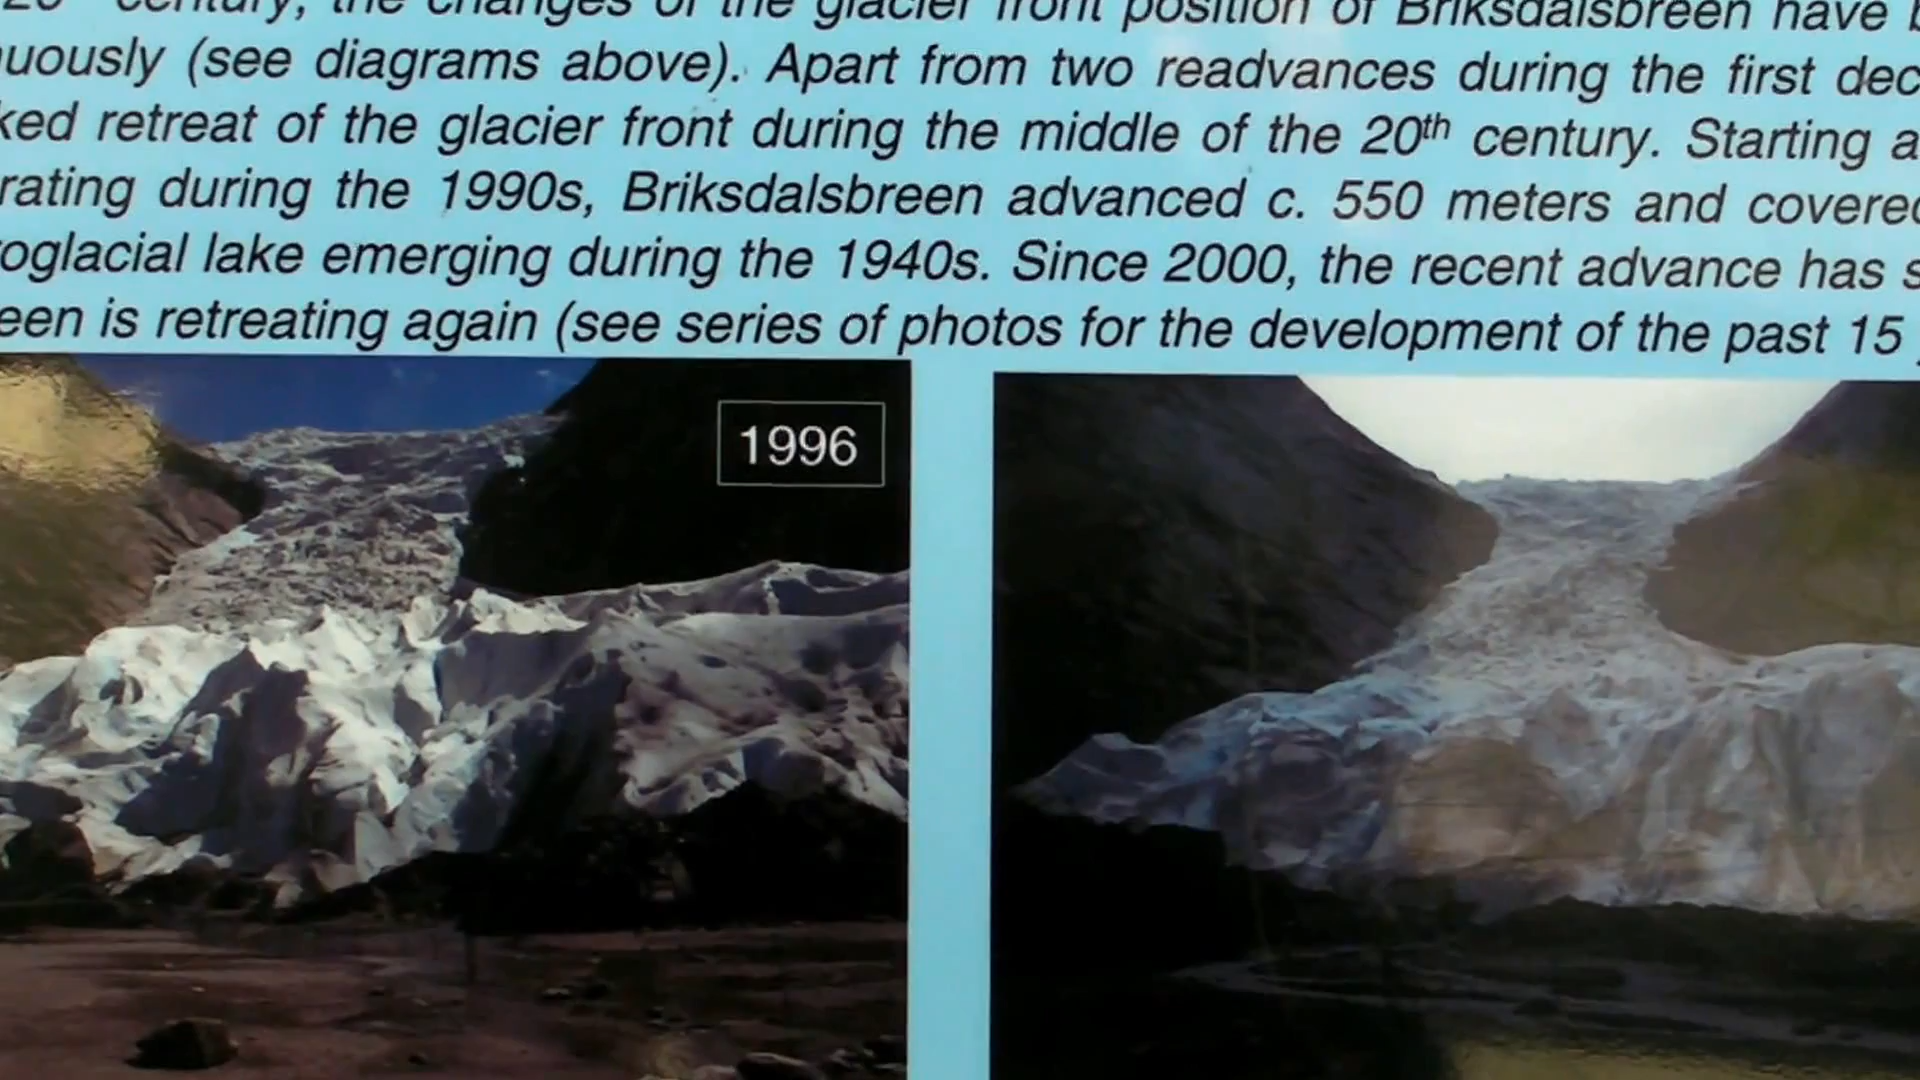 century, the changes of the glacier front position of Briksdalsbreen have
uously (see diagrams above). Apart from two readvances during the first dec
ked retreat of the glacier front during the middle of the 20th century. Starting a
rating during the 1990s, Briksdalsbreen advanced c. 550 meters and covered
oglacial lake emerging during the 1940s. Since 2000, the recent advance has s
een is retreating again (see series of photos for the development of the past 15
1996